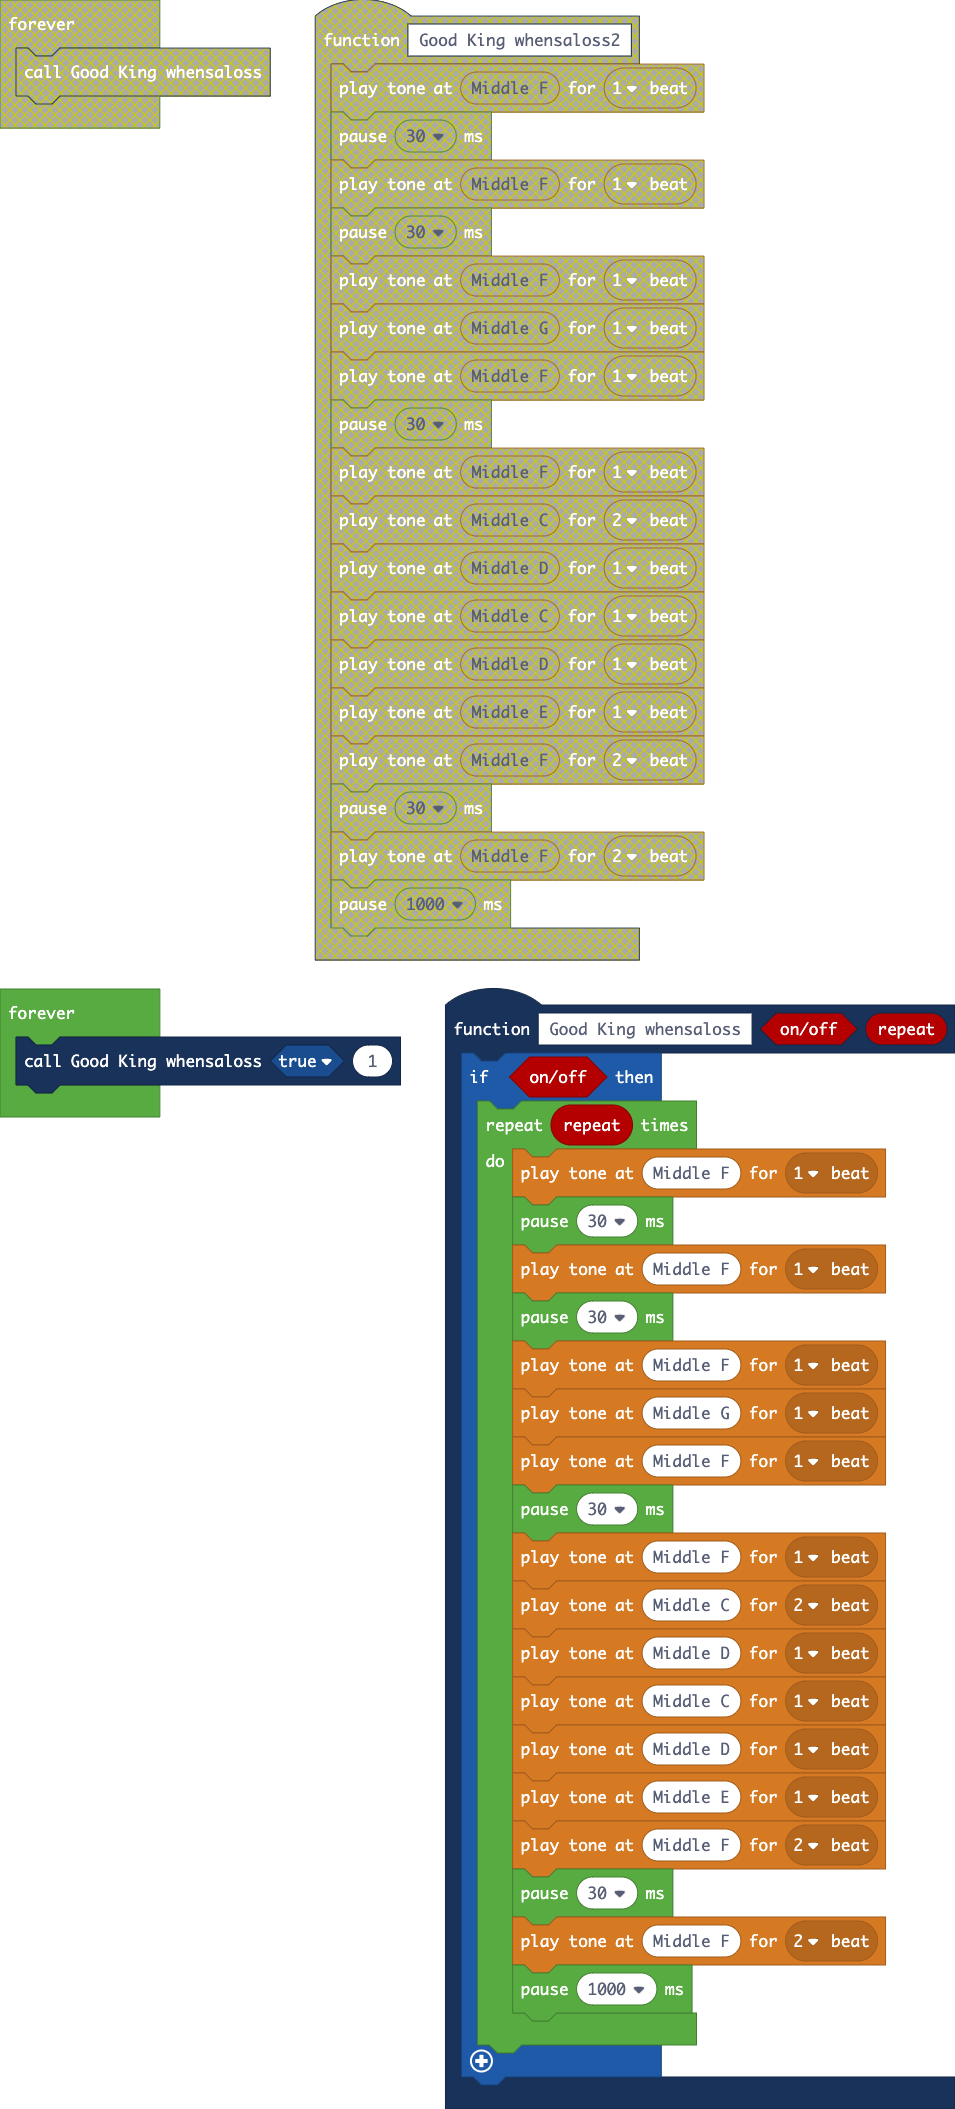 forever
call Good King whensaloss
function Good King whensaloss2
play tone at Middle F for 1 beat
pause 30 ms
play tone at Middle F for 1 beat
pause 30 ms
play tone at Middle F for 1 beat
play tone at Middle G for 1 beat
play tone at Middle F for 1 beat
pause 30 ms
play tone at Middle F for 1 beat
play tone at Middle C for 2 beat
play tone at Middle D for 1 beat
play tone at Middle C for 1 beat
play tone at Middle D for 1 beat
play tone at Middle E for 1 beat
play tone at Middle F for 2 beat
pause 30 ms
play tone at Middle F for 2 beat
pause 1000 ms
forever
call Good King whensaloss true 1
function Good King whensaloss on/off repeat
if on/off then
repeat repeat times
do
play tone at Middle F for 1 beat
pause 30 ms
play tone at Middle F for 1 beat
pause 30 ms
play tone at Middle F for 1 beat
play tone at Middle G for 1 beat
play tone at Middle F for 1 beat
pause 30 ms
play tone at Middle F for 1 beat
play tone at Middle C for 2 beat
play tone at Middle D for 1 beat
play tone at Middle C for 1 beat
play tone at Middle D for 1 beat
play tone at Middle E for 1 beat
play tone at Middle F for 2 beat
pause 30 ms
play tone at Middle F for 2 beat
pause 1000 ms